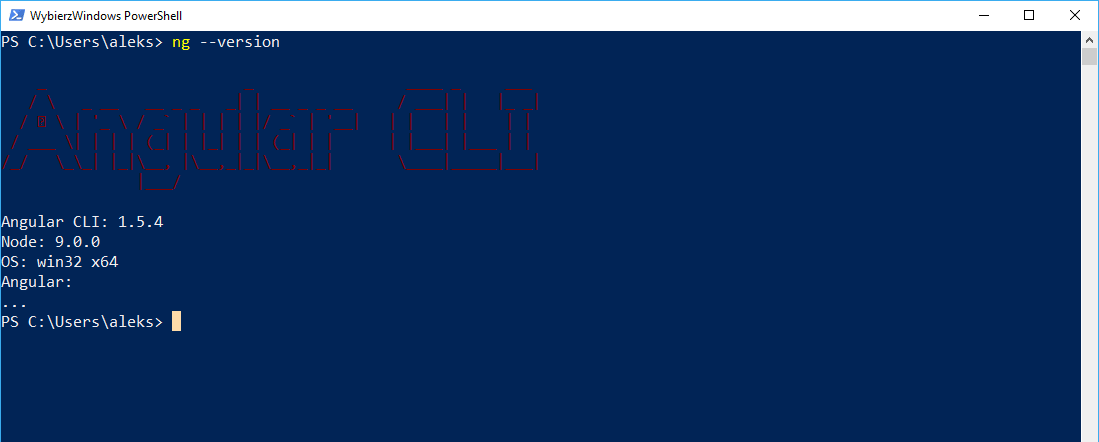 WybierzWindows PowerShell
PS C:\Users\aleks> ng --version
Angular CLI
Angular CLI: 1.5.4
Node: 9.0.0
OS: win32 x64
Angular:
...
PS C:\Users\aleks>